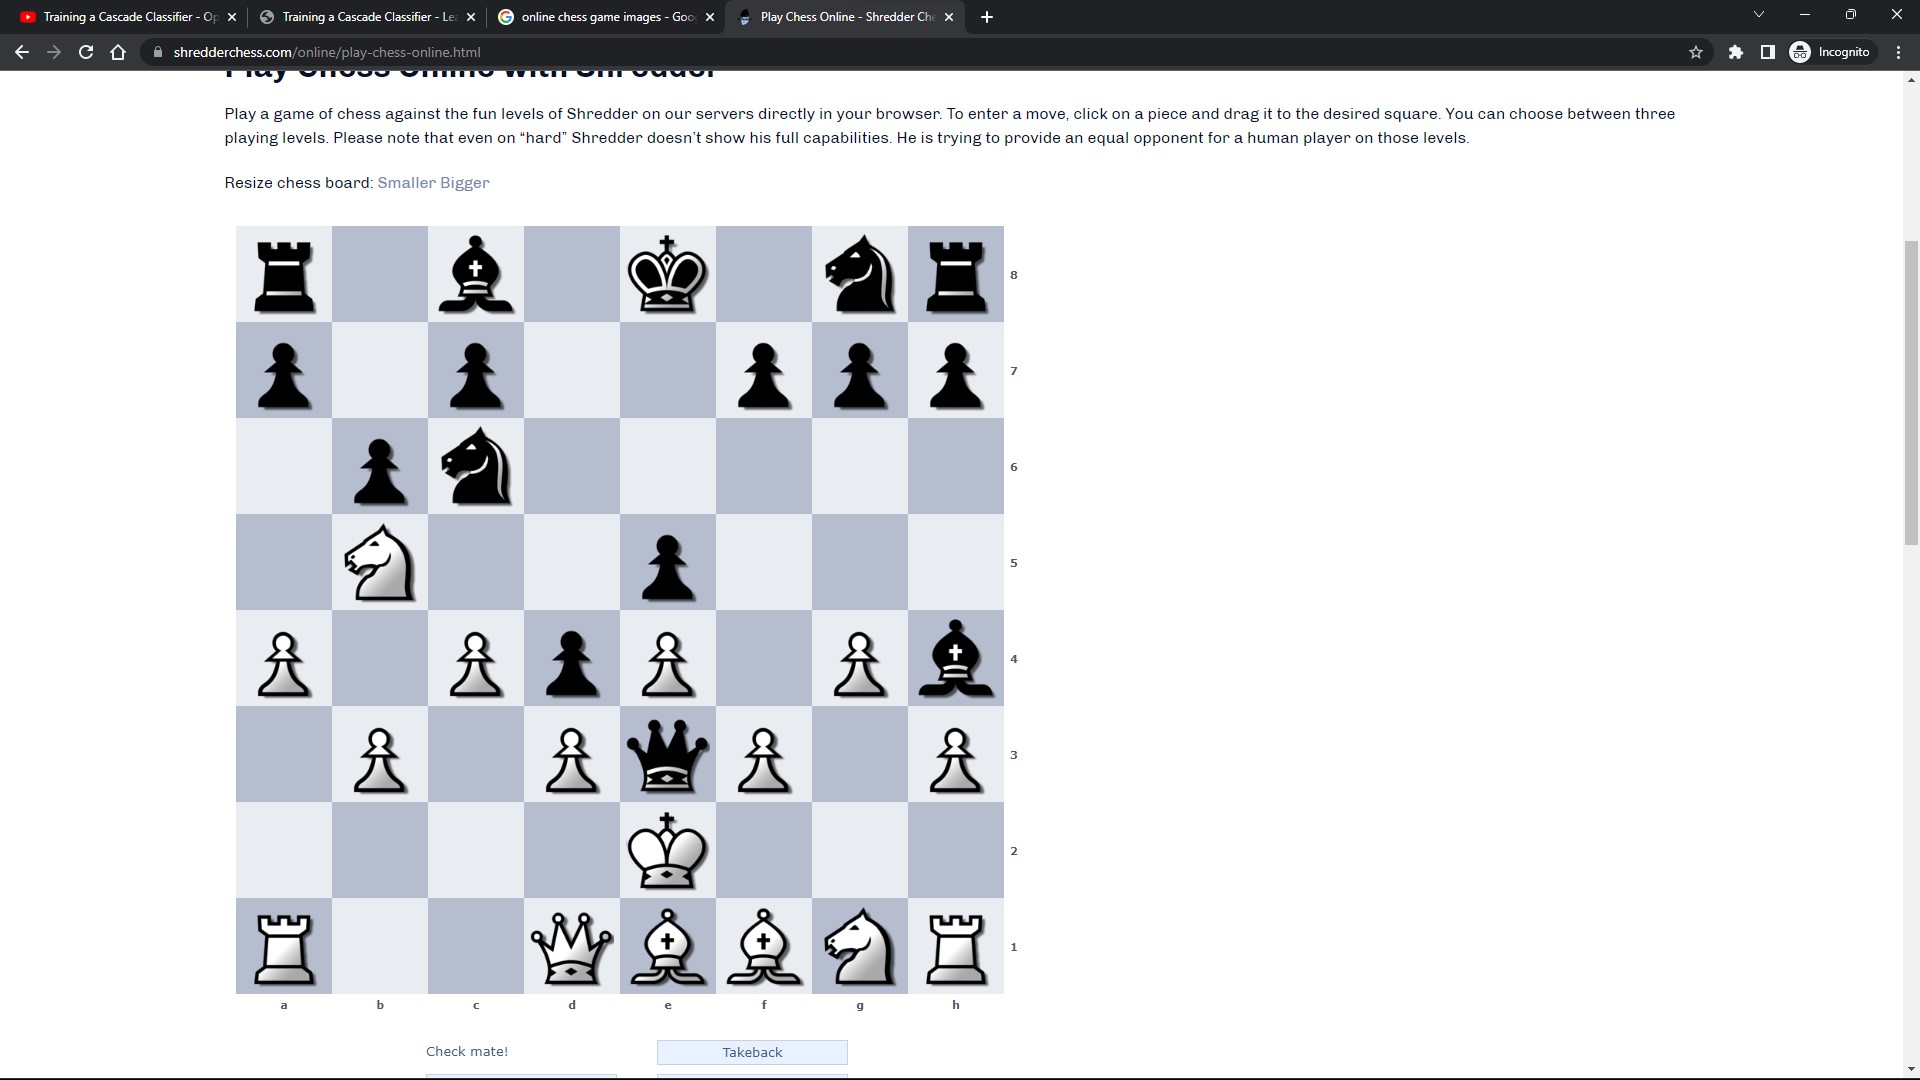 Training a Cascade Classifier - Op
Training a Cascade Classifier - Lea
online chess game images - Goo
Play Chess Online - Shredder Che
shredderchess.com/online/play-chess-online.html
Incognito
Play Chess Online with Shredder
Play a game of chess against the fun levels of Shredder on our servers directly in your browser. To enter a move, click on a piece and drag it to the desired square. You can choose between three
playing levels. Please note that even on “hard” Shredder doesn’t show his full capabilities. He is trying to provide an equal opponent for a human player on those levels.
Resize chess board: Smaller Bigger
8
7
6
5
4
3
2
1
a b c d e f g h
Check mate!
Takeback